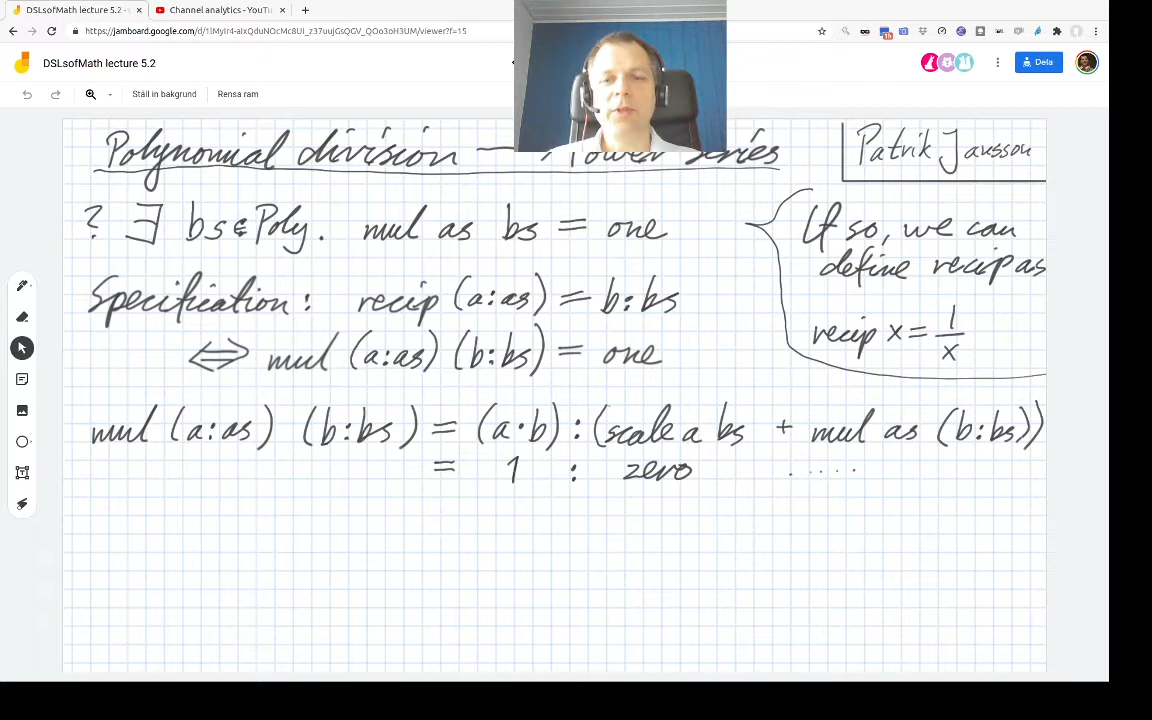 DSLsofMath lecture 5.2 -
Channel analytics - YouTu
https://jamboard.google.com/d/
/viewer?f=15
DSLsofMath lecture 5.2
Dela
Ställ in bakgrund
Rensa ram
Polynomial division — Power series
Patrik Jansson
? ∃ bs ∈ Poly. mul as bs = one
If so, we can
define recip as
recip x = 1/x
Specification: recip (a:as) = b:bs
⟺ mul (a:as) (b:bs) = one
mul (a:as) (b:bs) = (a·b) : (scale a bs + mul as (b:bs))
= 1 : zero .....